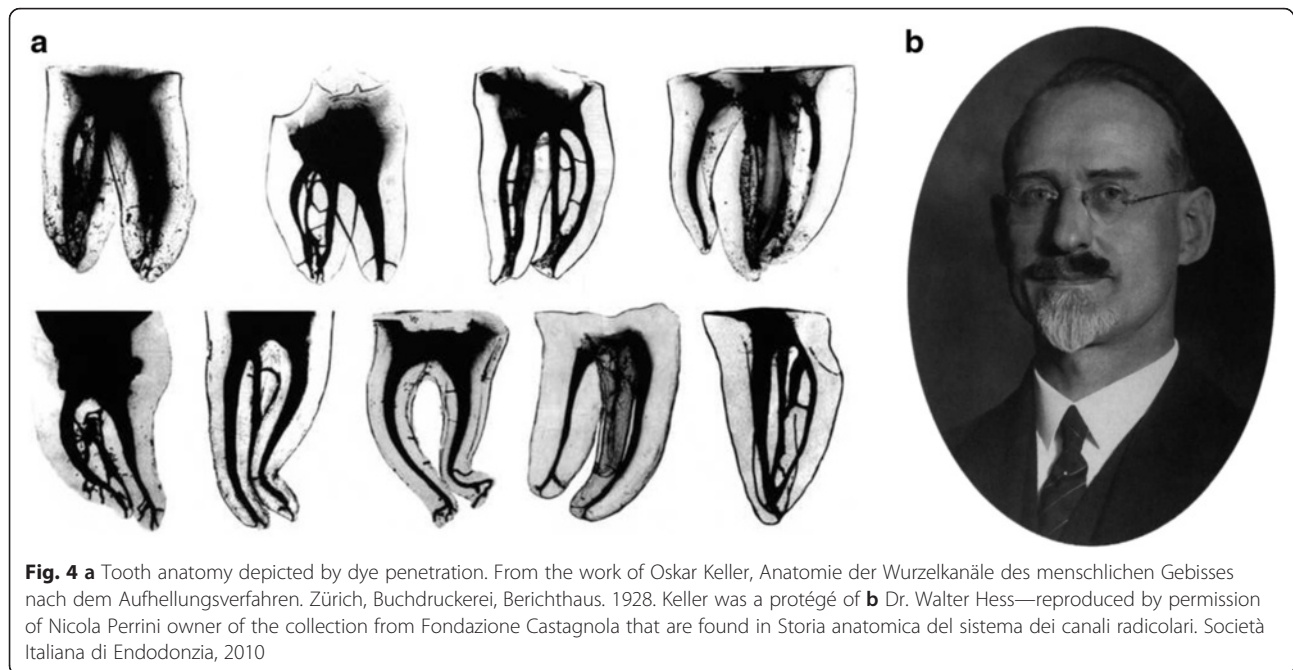 a
b
Fig. 4 a Tooth anatomy depicted by dye penetration. From the work of Oskar Keller, Anatomie der Wurzelkanäle des menschlichen Gebisses
nach dem Aufhellungsverfahren. Zürich, Buchdruckerei, Berichthaus. 1928. Keller was a protégé of b Dr. Walter Hess—reproduced by permission
of Nicola Perrini owner of the collection from Fondazione Castagnola that are found in Storia anatomica del sistema dei canali radicolari. Società
Italiana di Endodonzia, 2010